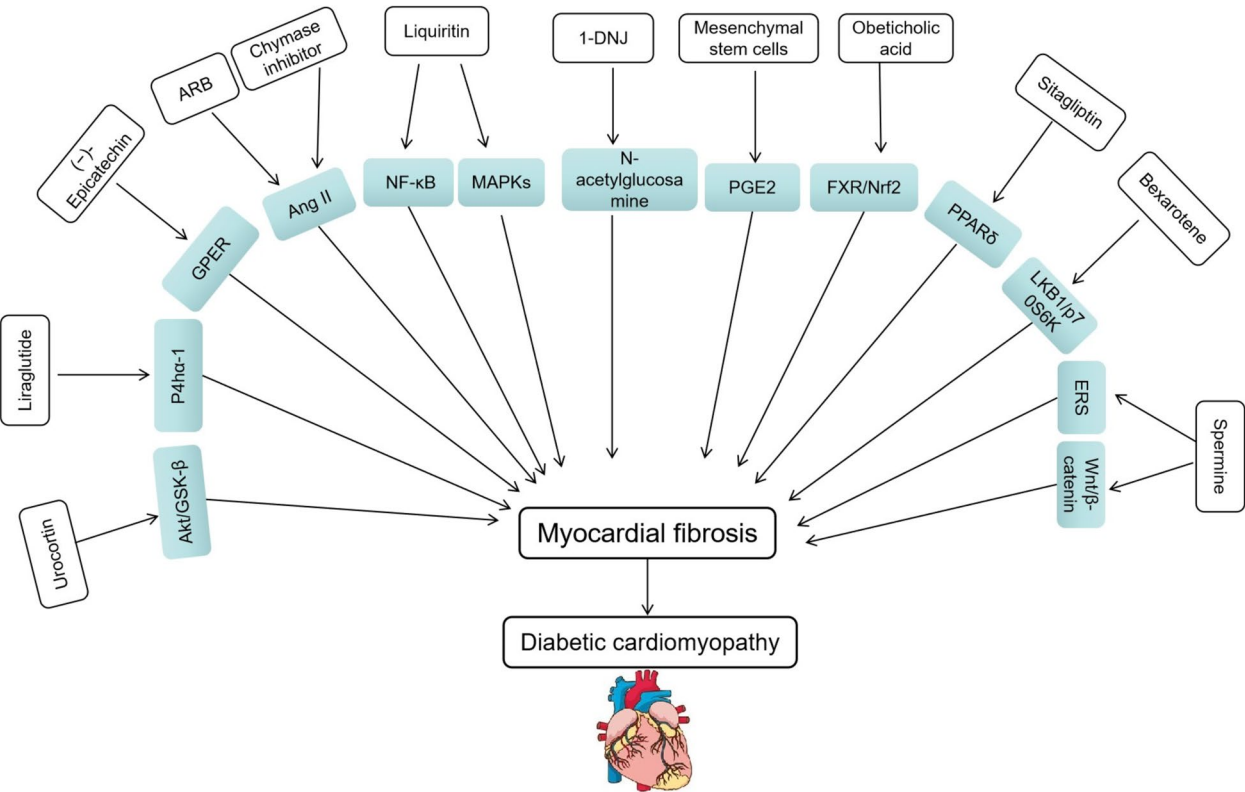 Liquiritin
1-DNJ
Mesenchymal
stem cells
Obeticholic
acid
Chymase
inhibitor
ARB
Sitagliptin
(−)-
Epicatechin
Bexarotene
NF-κB
MAPKs
N-
acetylglucosa
mine
PGE2
FXR/Nrf2
Ang II
PPARδ
GPER
LKB1/p7
0S6K
Liraglutide
P4hα-1
ERS
Spermine
Wnt/β-
catenin
Urocortin
Akt/GSK-β
Myocardial fibrosis
Diabetic cardiomyopathy